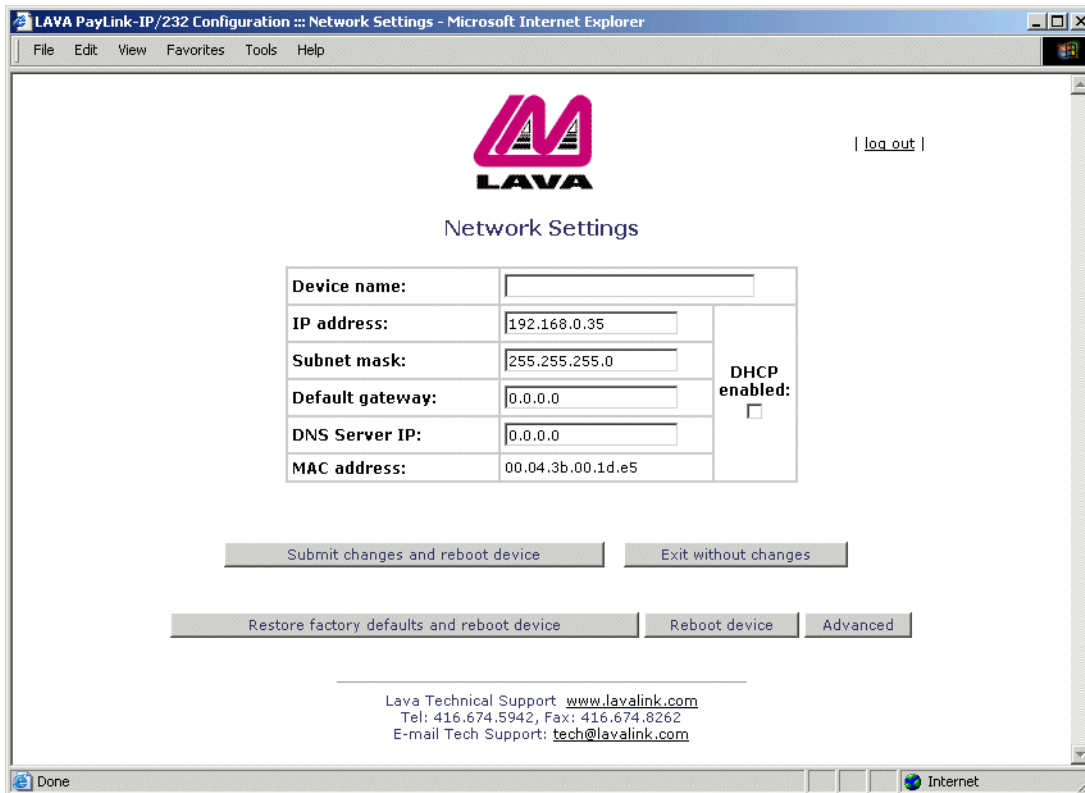 LAVA PayLink-IP/232 Configuration ::: Network Settings - Microsoft Internet Explorer
File Edit View Favorites Tools Help
LAVA
| log out |
Network Settings
Device name:
IP address: 192.168.0.35
Subnet mask: 255.255.255.0
DHCP enabled:
Default gateway: 0.0.0.0
DNS Server IP: 0.0.0.0
MAC address: 00.04.3b.00.1d.e5
Submit changes and reboot device Exit without changes
Restore factory defaults and reboot device Reboot device Advanced
Lava Technical Support www.lavalink.com
Tel: 416.674.5942, Fax: 416.674.8262
E-mail Tech Support: tech@lavalink.com
Done Internet